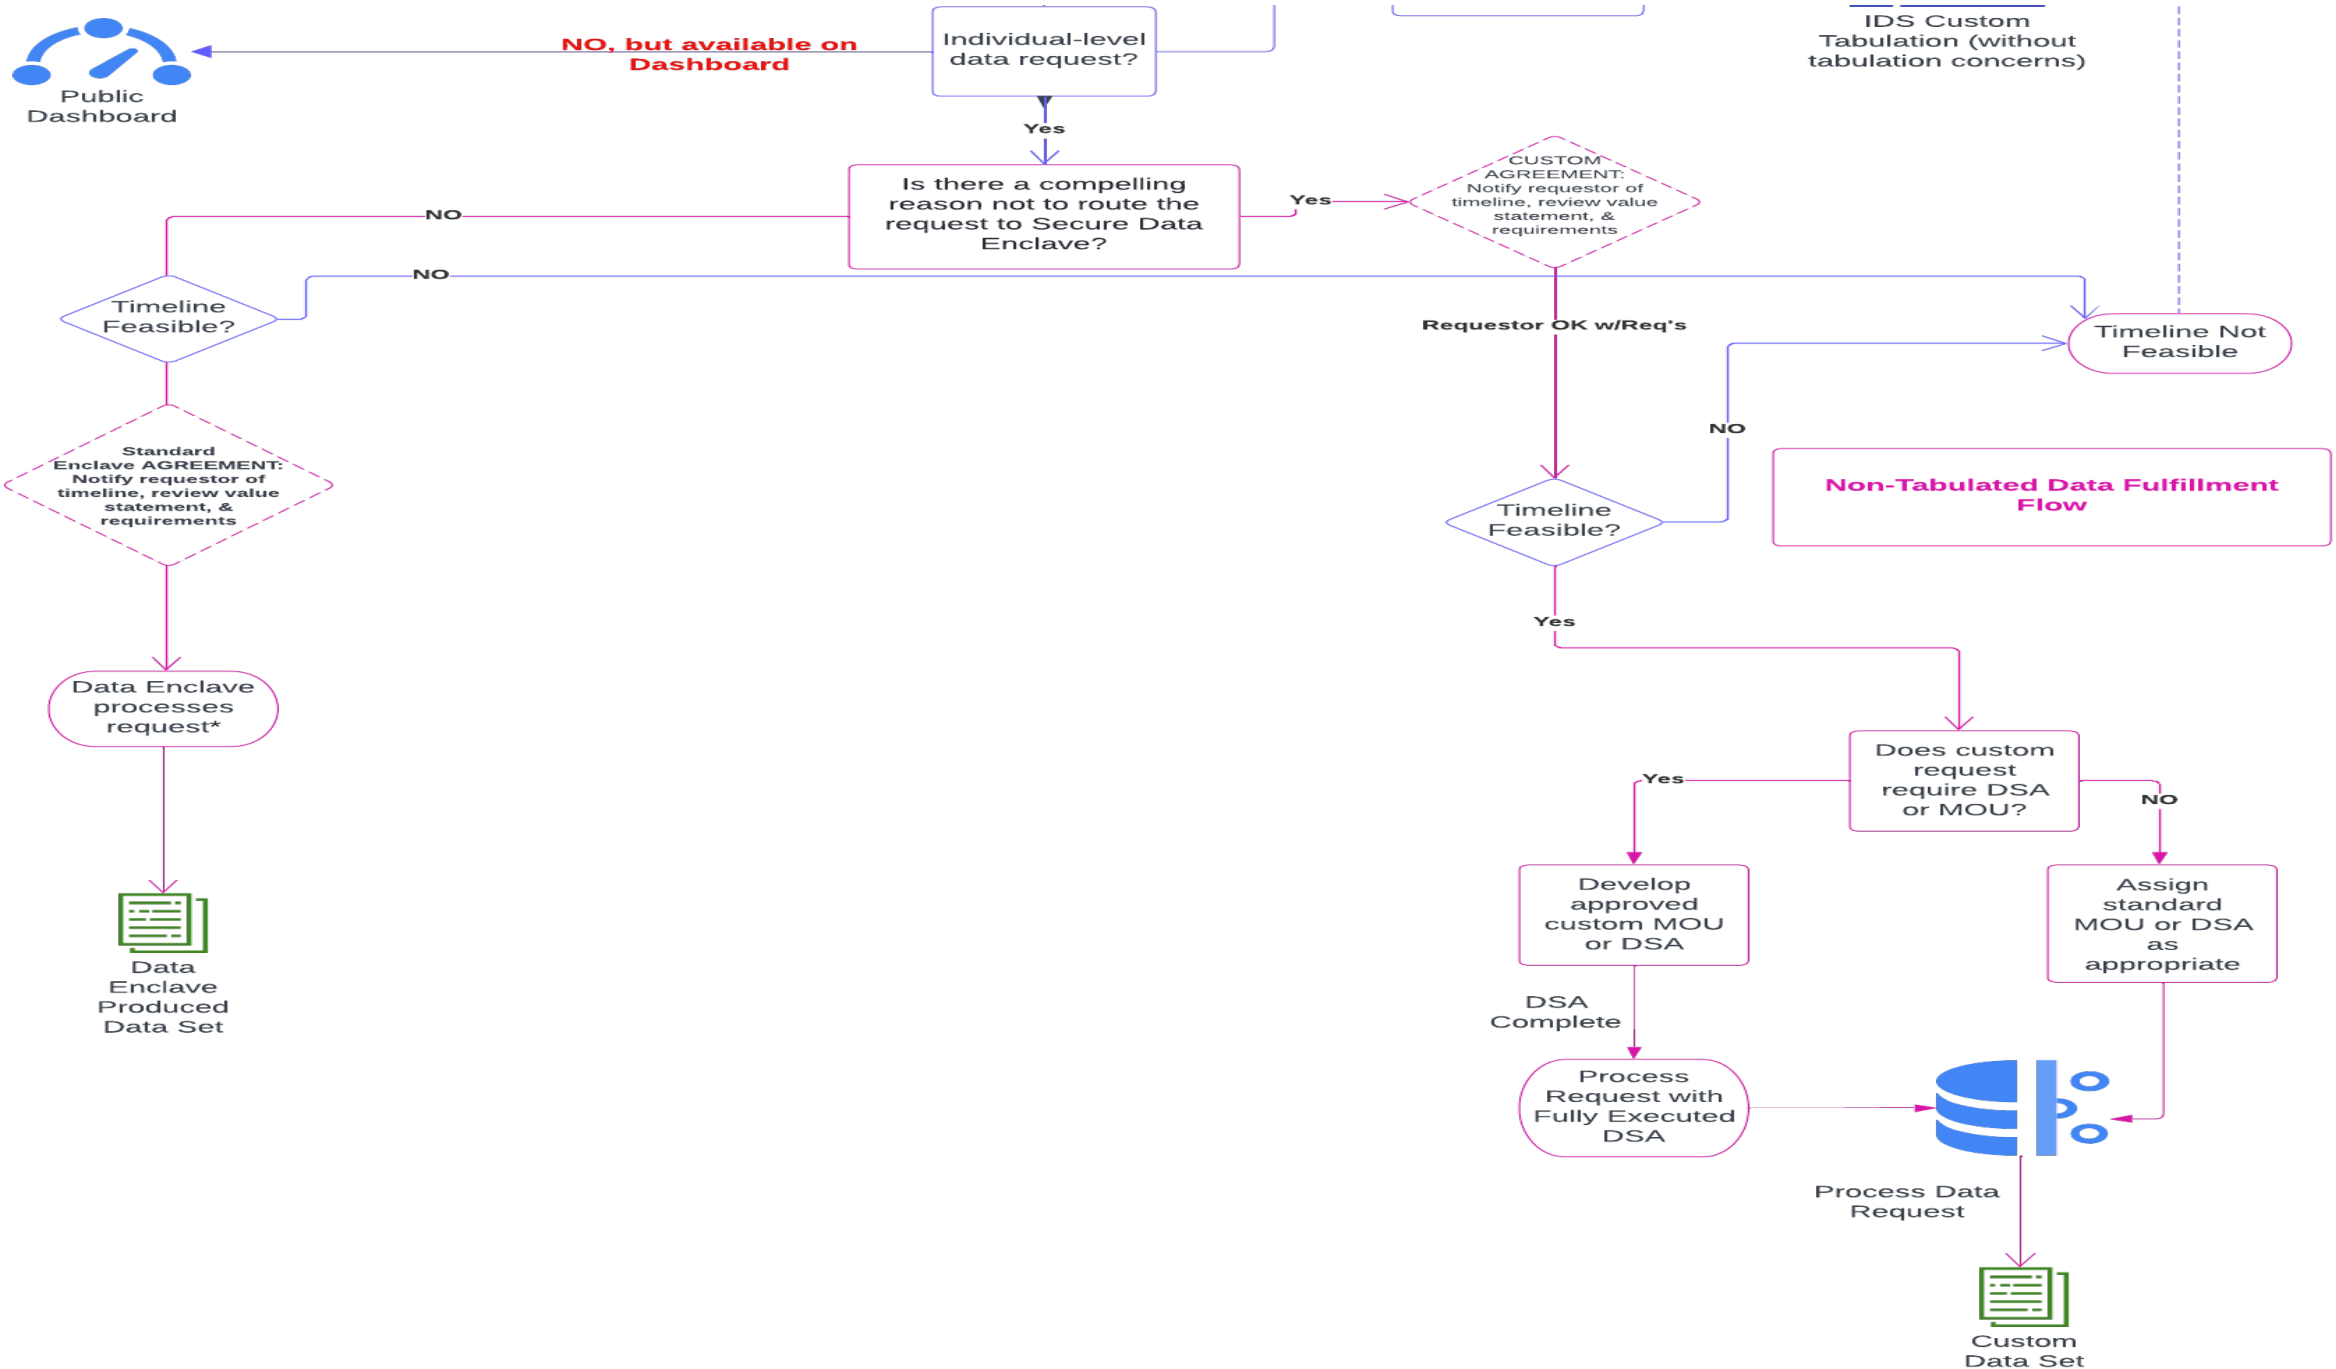 NO, but available on
Dashboard
Individual-level
data request?
IDS Custom
Tabulation (without
tabulation concerns)
Public
Dashboard
Yes
Is there a compelling
reason not to route the
request to Secure Data
Enclave?
Yes
CUSTOM
AGREEMENT:
Notify requestor of
timeline, review value
statement, &
requirements
NO
NO
Timeline
Feasible?
Requestor OK w/Req's
Timeline Not
Feasible
NO
Standard
Enclave AGREEMENT:
Notify requestor of
timeline, review value
statement, &
requirements
Timeline
Feasible?
Non-Tabulated Data Fulfillment
Flow
Yes
Data Enclave
processes
request*
Does custom
request
require DSA
or MOU?
Yes
NO
Develop
approved
custom MOU
or DSA
Assign
standard
MOU or DSA
as
appropriate
Data
Enclave
Produced
Data Set
DSA
Complete
Process
Request with
Fully Executed
DSA
Process Data
Request
Custom
Data Set